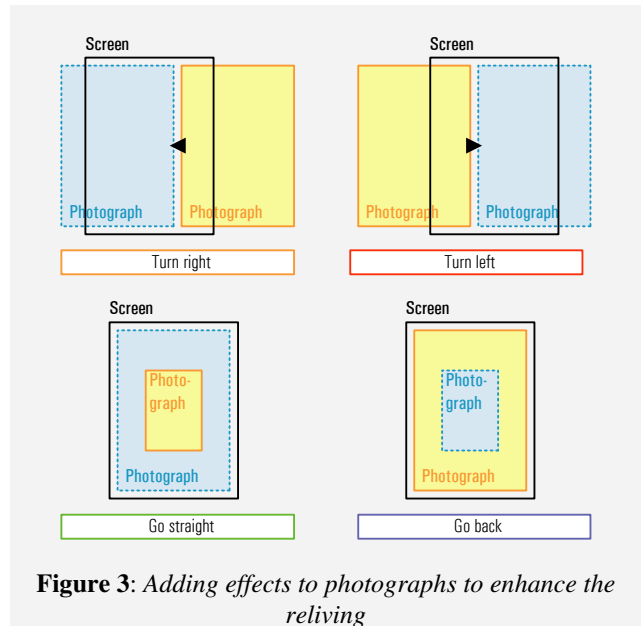 Screen
Screen
Photograph
Photograph
Photograph
Photograph
Turn right
Turn left
Screen
Screen
Photo-
graph
Photograph
Photo-
graph
Photograph
Go straight
Go back
Figure 3: Adding effects to photographs to enhance the
reliving